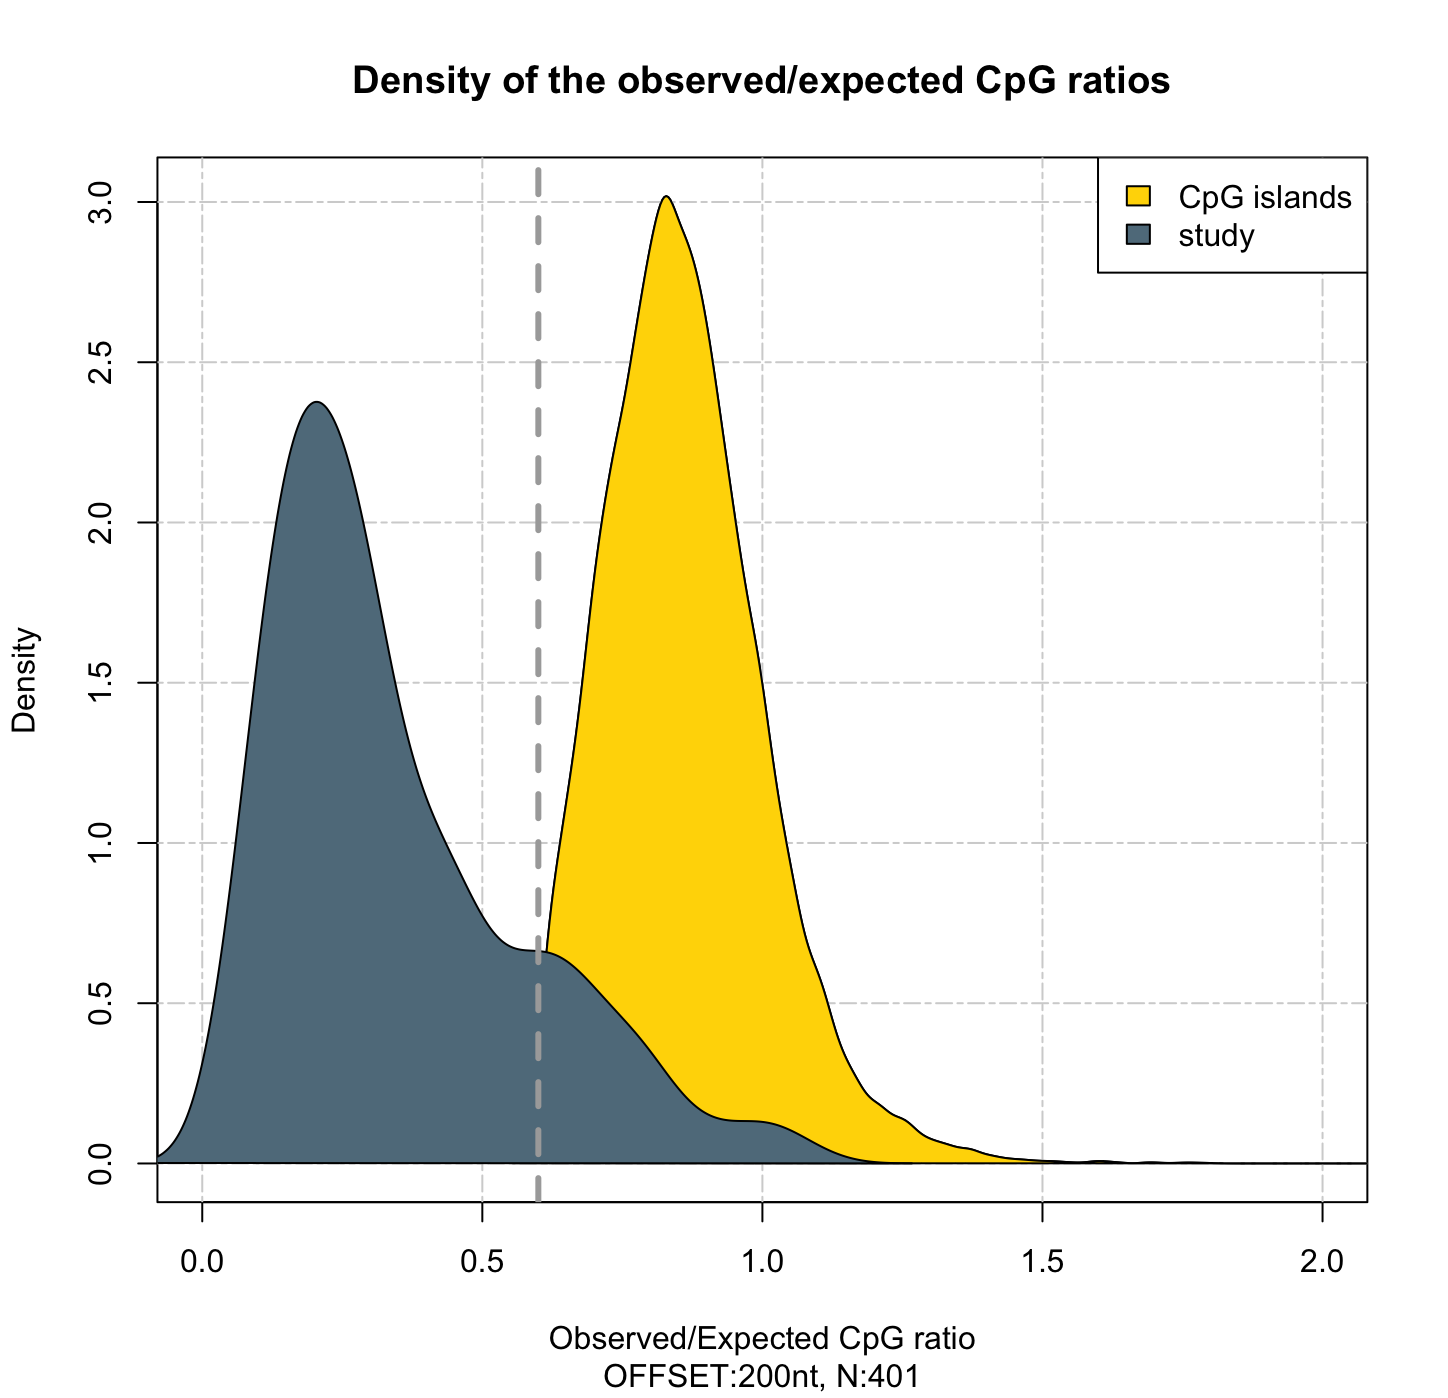 Density of the observed/expected CpG ratios
CpG islands
study
3.0
2.5
2.0
1.5
1.0
0.5
0.0
Density
0.0 0.5 1.0 1.5 2.0
Observed/Expected CpG ratio
OFFSET:200nt, N:401